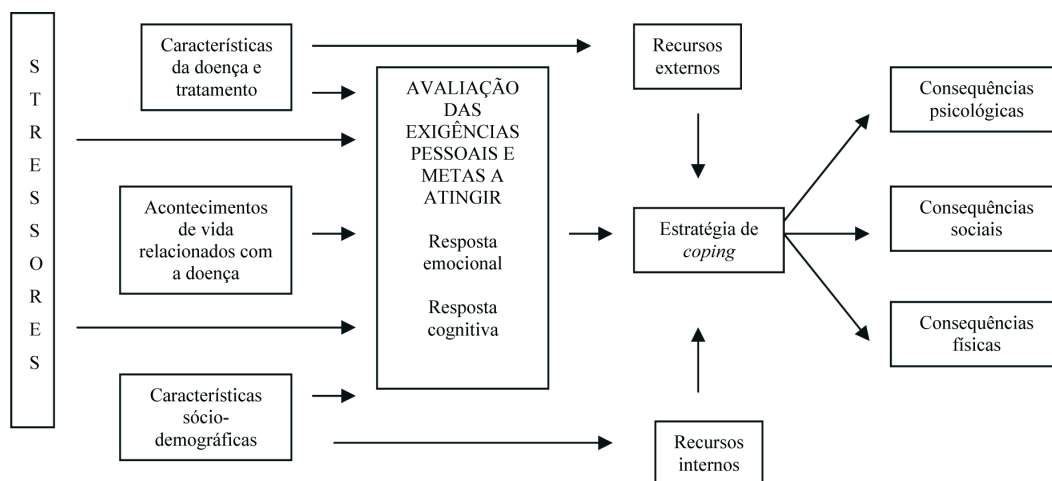 S
T
R
E
S
S
O
R
E
S
Características
da doença e
tratamento
Acontecimentos
de vida
relacionados com
a doença
Características
sócio-
demográficas
AVALIAÇÃO
DAS
EXIGÊNCIAS
PESSOAIS E
METAS A
ATINGIR
Resposta
emocional
Resposta
cognitiva
Recursos
externos
Estratégia de
coping
Recursos
internos
Consequências
psicológicas
Consequências
sociais
Consequências
físicas